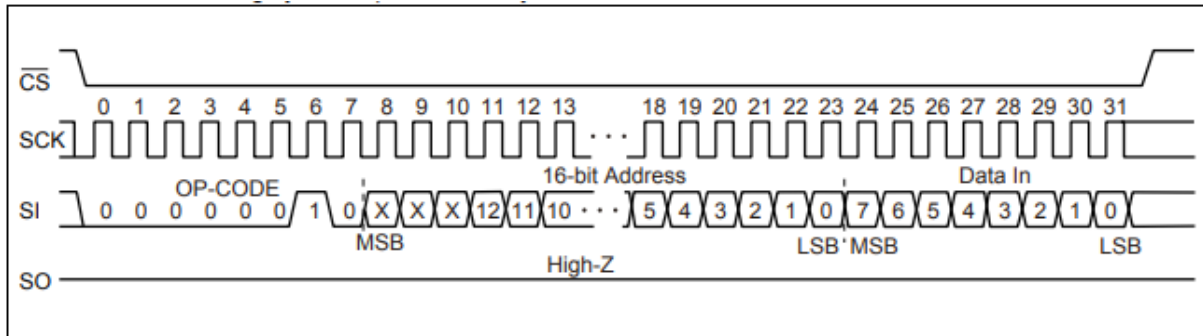 CS
0 1 2 3 4 5 6 7 8 9 10 11 12 13 18 19 20 21 22 23 24 25 26 27 28 29 30 31
SCK
· · ·
OP-CODE 16-bit Address Data In
SI 0 0 0 0 0 0 1 0 X X X 12 11 10 · · · 5 4 3 2 1 0 7 6 5 4 3 2 1 0
MSB LSB MSB LSB
High-Z
SO